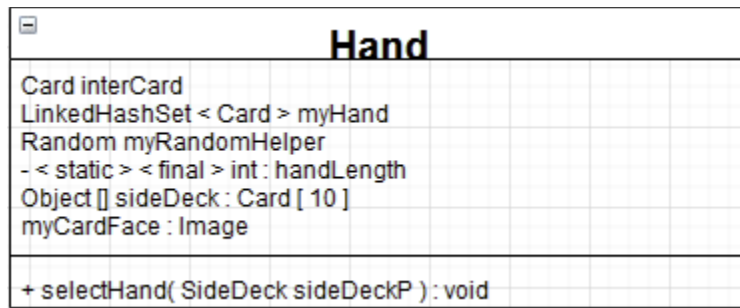 Hand
Card interCard
LinkedHashSet < Card > myHand
Random myRandomHelper
- < static > < final > int : handLength
Object [] sideDeck : Card [ 10 ]
myCardFace : Image
+ selectHand( SideDeck sideDeckP ) : void